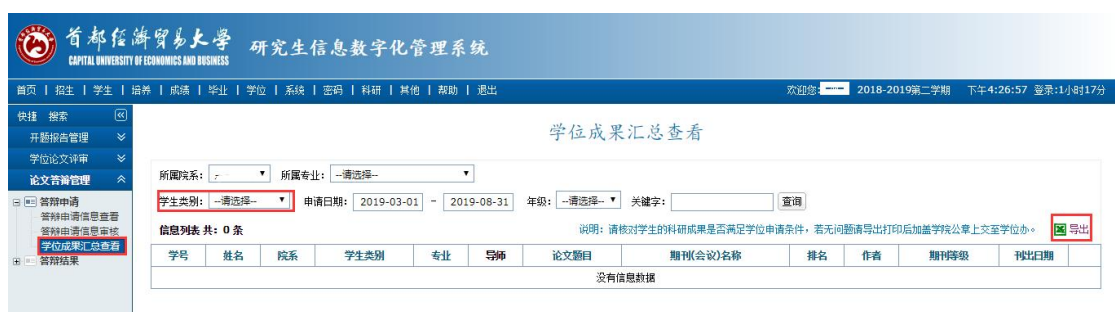 首都经济贸易大学 研究生信息数字化管理系统
CAPITAL UNIVERSITY OF ECONOMICS AND BUSINESS
首页 | 招生 | 学生 | 培养 | 成绩 | 毕业 | 学位 | 系统 | 密码 | 科研 | 其他 | 帮助 | 退出 欢迎您: 2018-2019第二学期 下午4:26:57 登录:1小时17分
快捷 搜索
开题报告管理
学位论文评审
论文答辩管理
答辩申请
答辩申请信息查看
答辩申请信息审核
学位成果汇总查看
答辩结果
学位成果汇总查看
所属院系: 所属专业: --请选择--
学生类别: --请选择-- 申请日期: 2019-03-01 - 2019-08-31 年级: --请选择-- 关键字: 查询
信息列表 共: 0 条 说明: 请核对学生的科研成果是否满足学位申请条件，若无问题请导出打印后加盖学院公章上交至学位办。 导出
学号 姓名 院系 学生类别 专业 导师 论文题目 期刊(会议)名称 排名 作者 期刊等级 刊出日期
没有信息数据